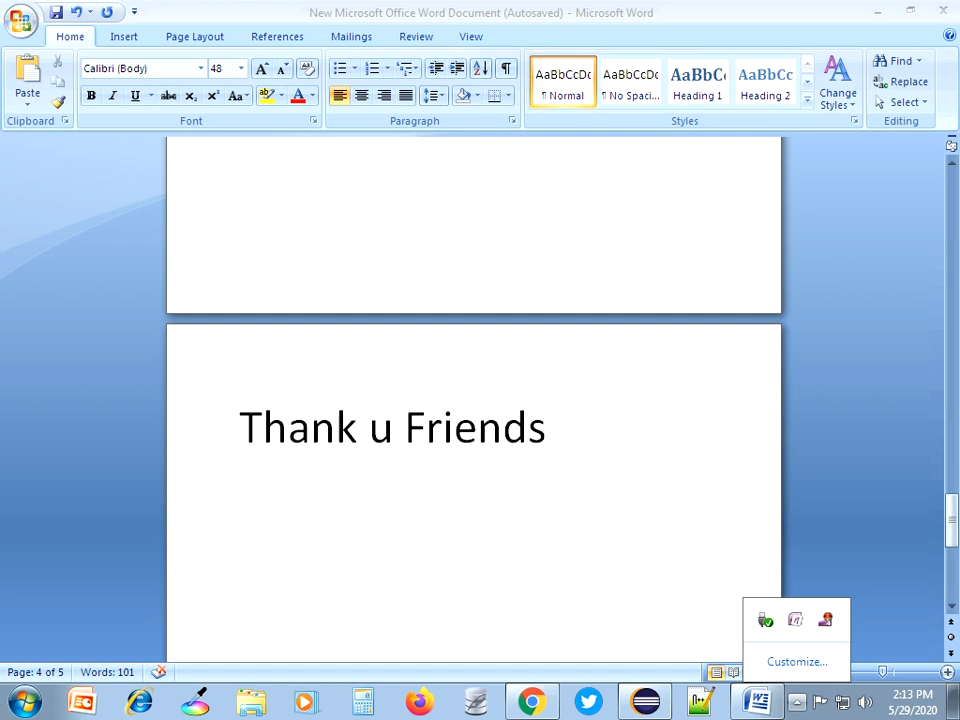 New Microsoft Office Word Document (Autosaved) - Microsoft Word
Home Insert Page Layout References Mailings Review View
Calibri (Body) 48
AaBbCcDc AaBbCcDc AaBbC AaBbCc
Paste
¶ Normal ¶ No Spaci... Heading 1 Heading 2
Change Styles
Find
Replace
Select
Clipboard Font Paragraph Styles Editing
Thank u Friends
Customize...
Page: 4 of 5 Words: 101
2:13 PM
5/29/2020